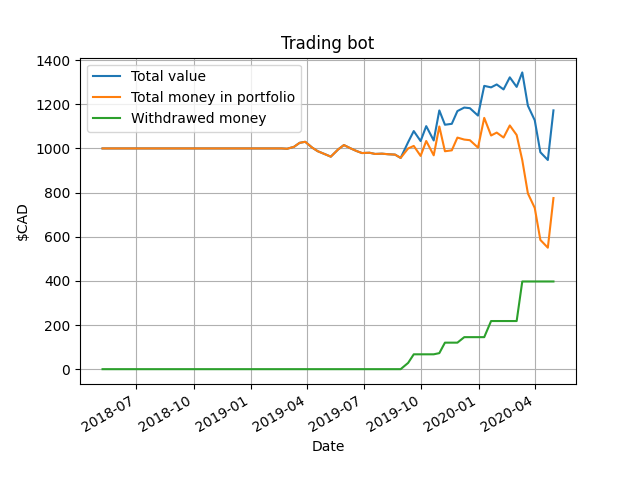 Trading bot
Total value
Total money in portfolio
Withdrawed money
1400
1200
1000
800
600
400
200
0
$CAD
2018-07
2018-10
2019-01
2019-04
2019-07
2019-10
2020-01
2020-04
Date